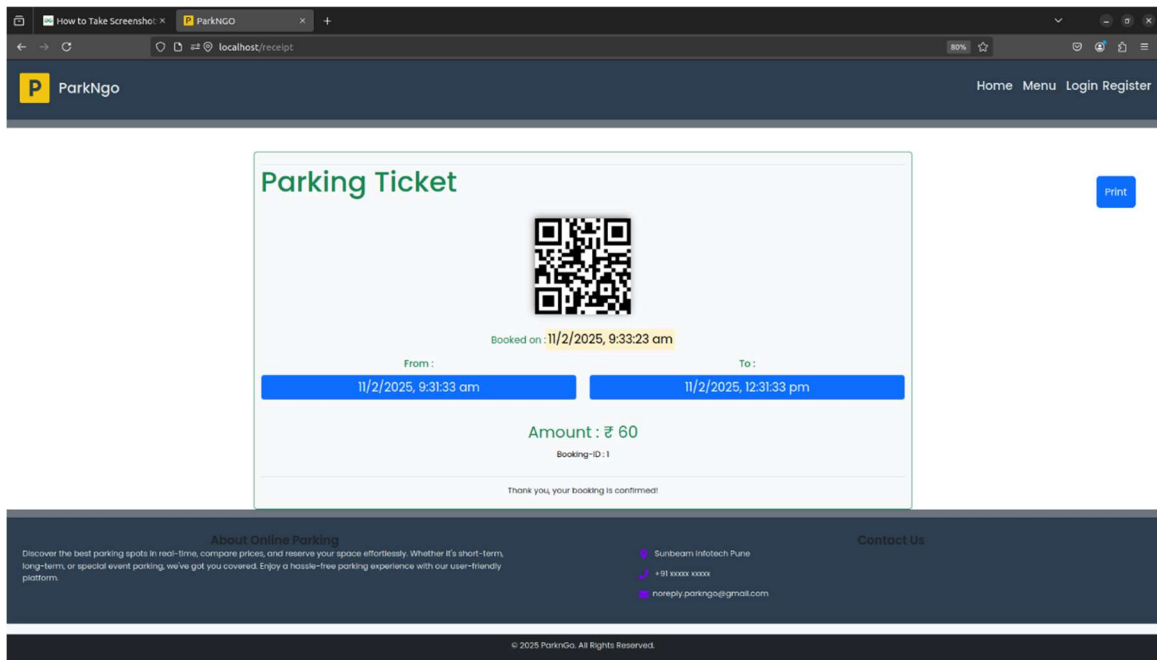 How to Take Screenshot
ParkNGO
localhost/receipt
80%
P ParkNgo
Home Menu Login Register
Parking Ticket
Print
Booked on : 11/2/2025, 9:33:23 am
From : To :
11/2/2025, 9:31:33 am 11/2/2025, 12:31:33 pm
Amount : ₹ 60
Booking-ID : 1
Thank you, your booking is confirmed!
About Online Parking
Discover the best parking spots in real-time, compare prices, and reserve your space effortlessly. Whether it's short-term,
long-term, or special event parking, we've got you covered. Enjoy a hassle-free parking experience with our user-friendly
platform.
Contact Us
Sunbeam Infotech Pune
+91 xxxxx xxxxx
noreply.parkngo@gmail.com
© 2025 ParknGo. All Rights Reserved.